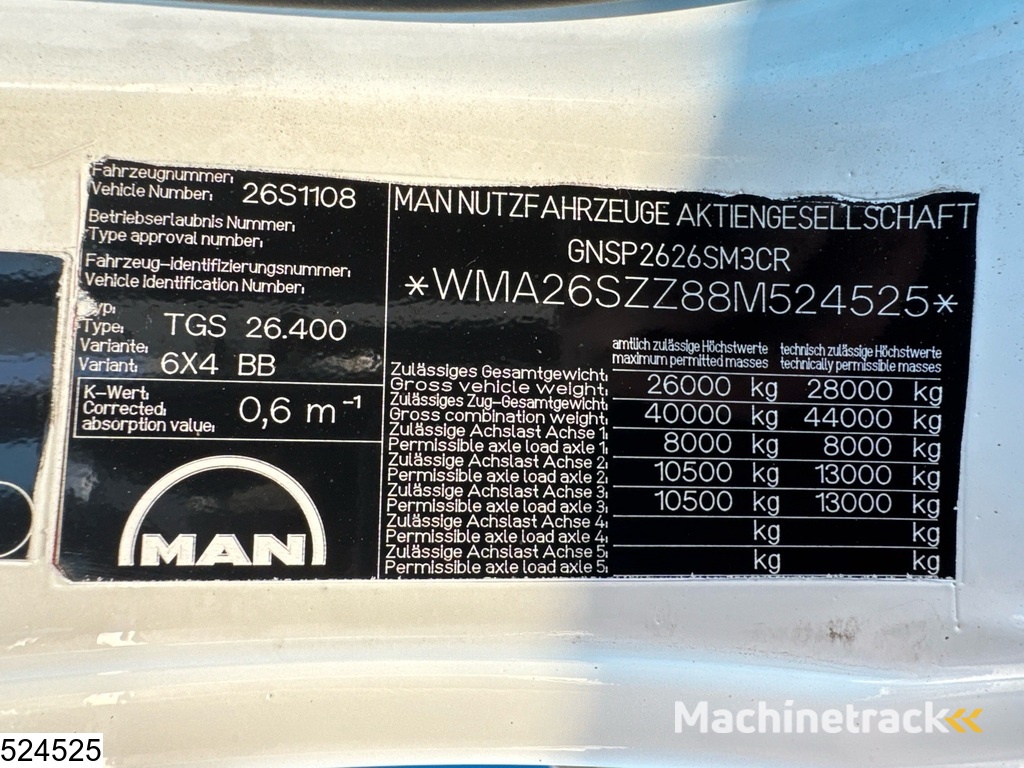 Fahrzeugnummer:
Vehicle Number: 26S1108
Betriebserlaubnis Nummer:
Type approval number:
Fahrzeug-identifizierungsnummer:
Vehicle Identification Number:
Typ:
Type: TGS 26.400
Variante:
Variant: 6X4 BB
K-Wert:
Corrected: 0,6 m⁻¹
absorption value:
MAN
MAN NUTZFAHRZEUGE AKTIENGESELLSCHAFT
GNSP2626SM3CR
*WMA26SZZ88M524525*
amtlich zulässige Höchstwerte technisch zulässige Höchstwerte
maximum permitted masses technically permissible masses
Zulässiges Gesamtgewicht:
Gross vehicle weight: 26000 kg 28000 kg
Zulässiges Zug-Gesamtgewicht:
Gross combination weight: 40000 kg 44000 kg
Zulässige Achslast Achse 1:
Permissible axle load axle 1: 8000 kg 8000 kg
Zulässige Achslast Achse 2:
Permissible axle load axle 2: 10500 kg 13000 kg
Zulässige Achslast Achse 3:
Permissible axle load axle 3: 10500 kg 13000 kg
Zulässige Achslast Achse 4:
Permissible axle load axle 4: kg kg
Zulässige Achslast Achse 5:
Permissible axle load axle 5: kg kg
Machinetrack
524525